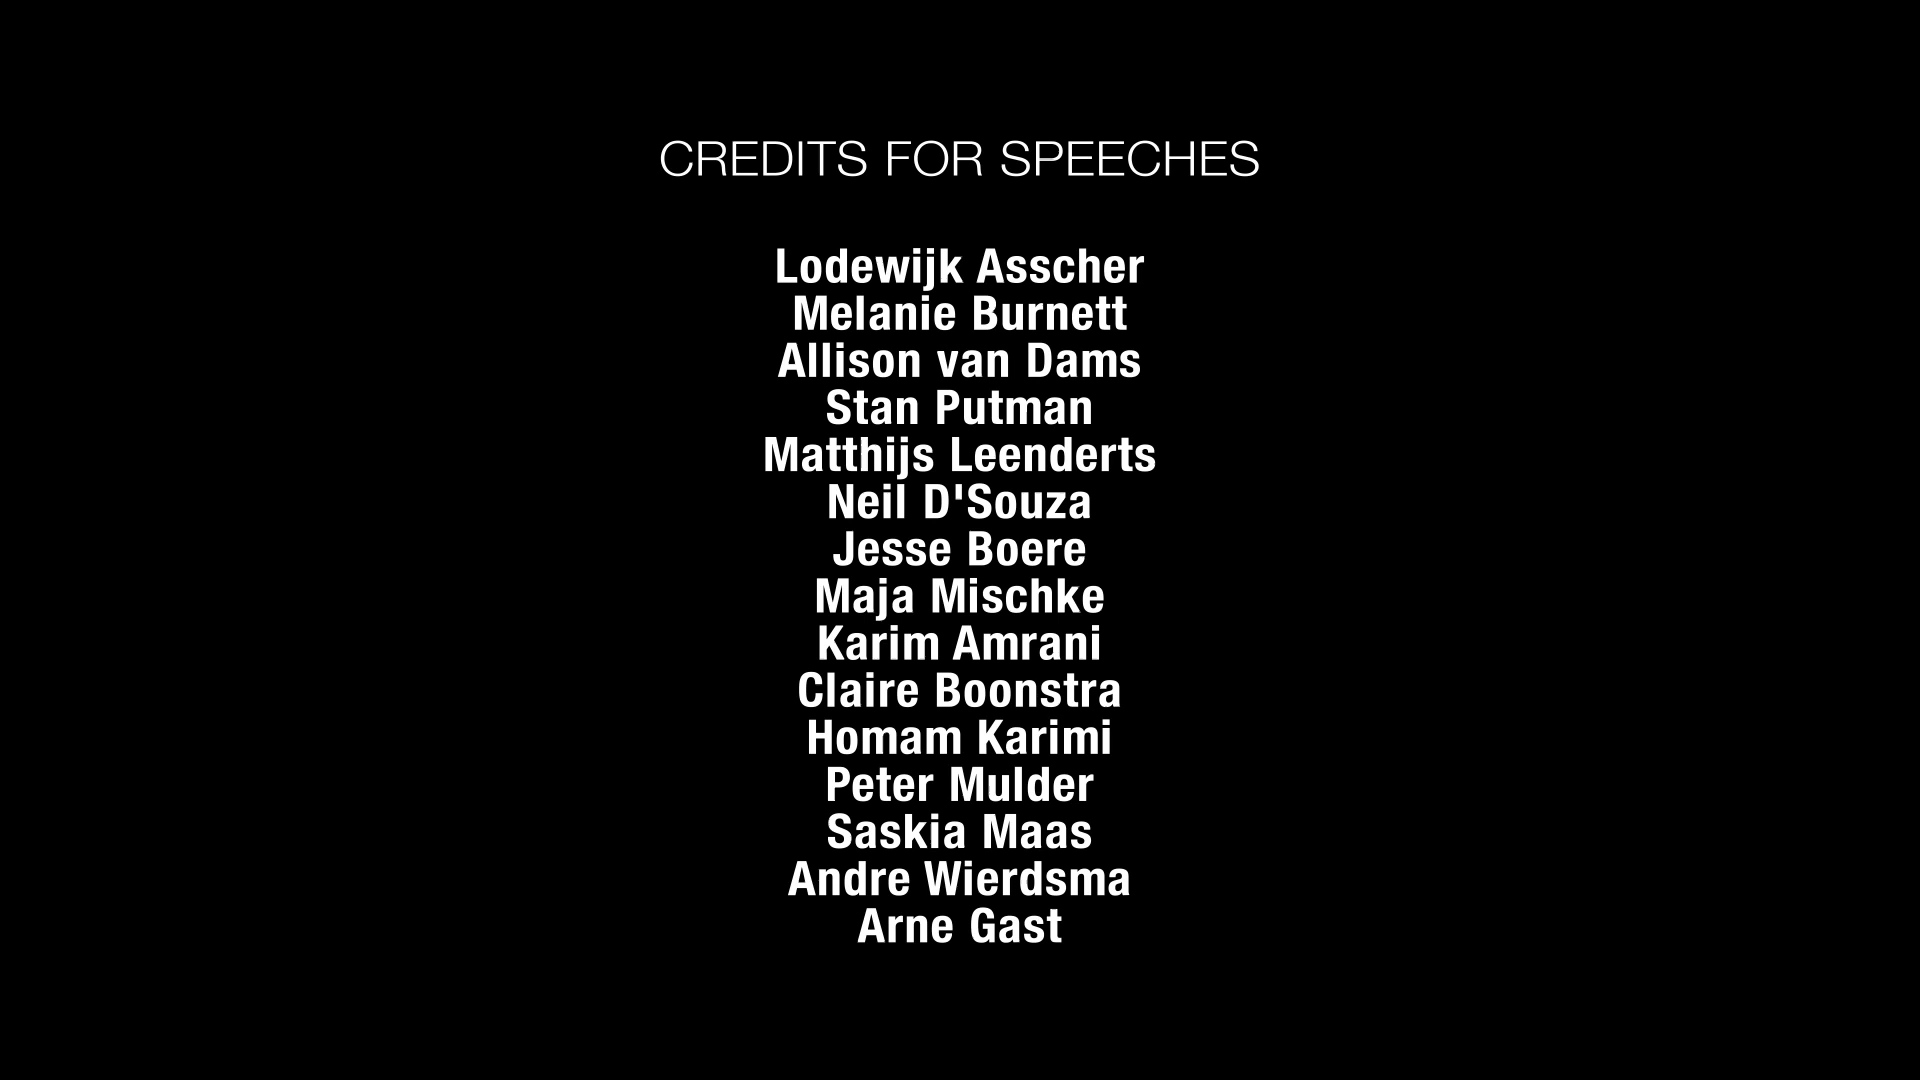 CREDITS FOR SPEECHES
Lodewijk Asscher
Melanie Burnett
Allison van Dams
Stan Putman
Matthijs Leenderts
Neil D'Souza
Jesse Boere
Maja Mischke
Karim Amrani
Claire Boonstra
Homam Karimi
Peter Mulder
Saskia Maas
Andre Wierdsma
Arne Gast